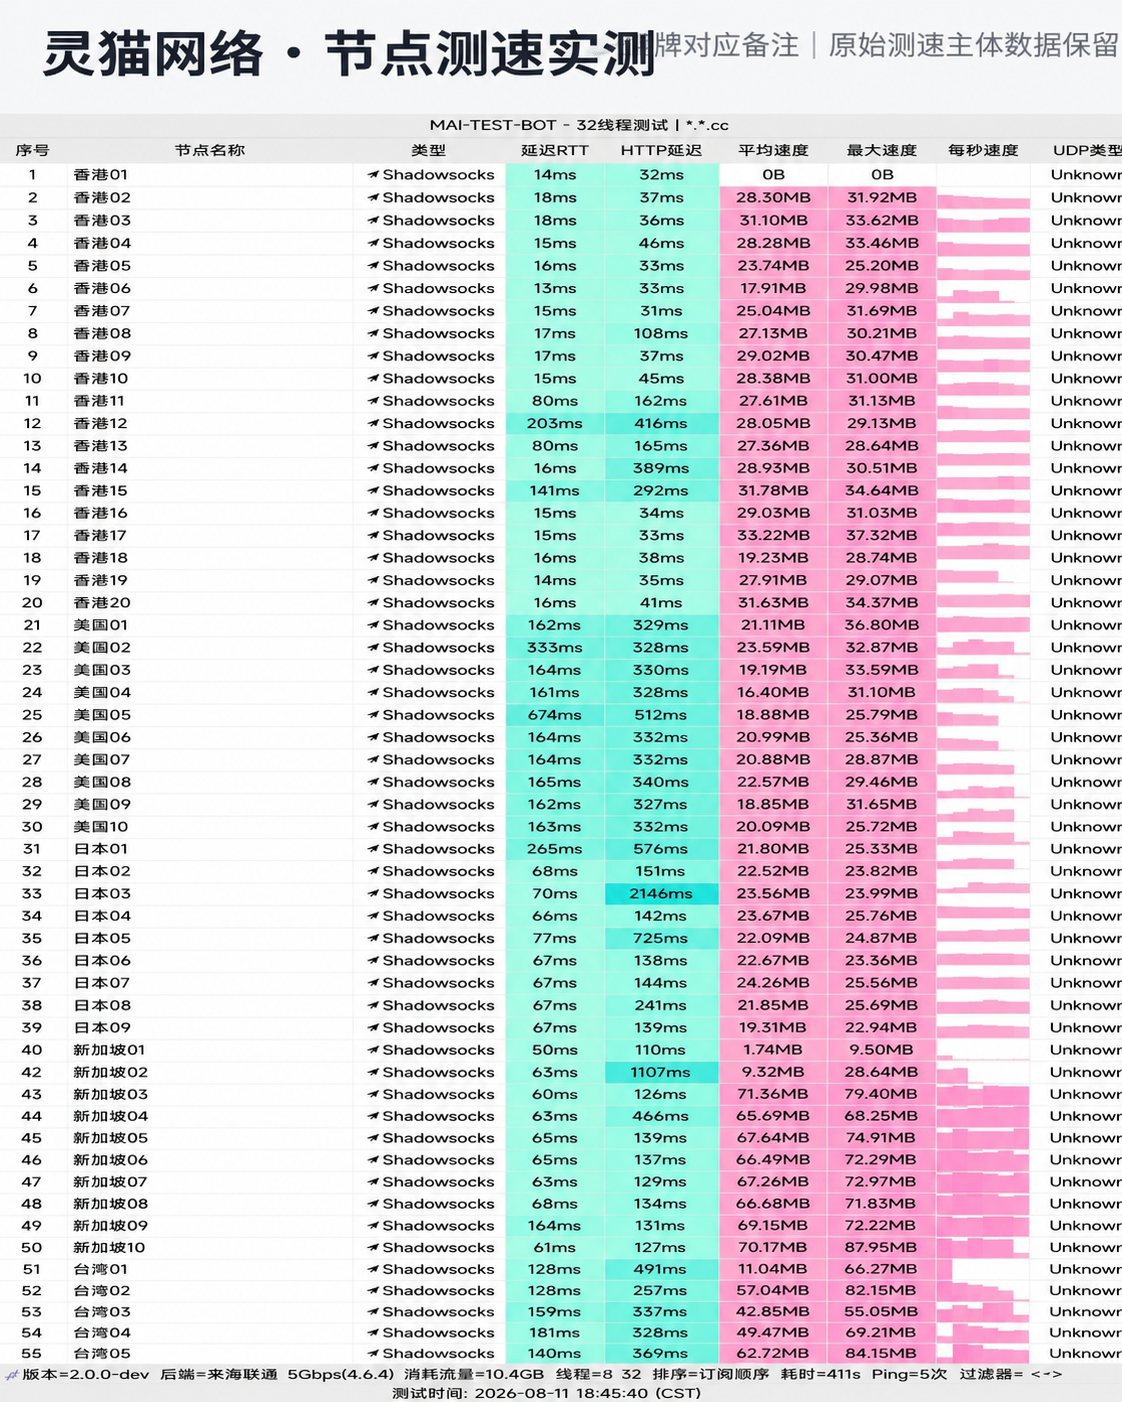 灵猫网络·节点测速实测
牌对应备注｜原始测速主体数据保留
MAI-TEST-BOT - 32线程测试 | *.*.cc
序号 节点名称 类型 延迟RTT HTTP延迟 平均速度 最大速度 每秒速度 UDP类型
1 香港01 Shadowsocks 14ms 32ms 0B 0B Unknown
2 香港02 Shadowsocks 18ms 37ms 28.30MB 31.92MB Unknown
3 香港03 Shadowsocks 18ms 36ms 31.10MB 33.62MB Unknown
4 香港04 Shadowsocks 15ms 46ms 28.28MB 33.46MB Unknown
5 香港05 Shadowsocks 16ms 33ms 23.74MB 25.20MB Unknown
6 香港06 Shadowsocks 13ms 33ms 17.91MB 29.98MB Unknown
7 香港07 Shadowsocks 15ms 31ms 25.04MB 31.69MB Unknown
8 香港08 Shadowsocks 17ms 108ms 27.13MB 30.21MB Unknown
9 香港09 Shadowsocks 17ms 37ms 29.02MB 30.47MB Unknown
10 香港10 Shadowsocks 15ms 45ms 28.38MB 31.00MB Unknown
11 香港11 Shadowsocks 80ms 162ms 27.61MB 31.13MB Unknown
12 香港12 Shadowsocks 203ms 416ms 28.05MB 29.13MB Unknown
13 香港13 Shadowsocks 80ms 165ms 27.36MB 28.64MB Unknown
14 香港14 Shadowsocks 16ms 389ms 28.93MB 30.51MB Unknown
15 香港15 Shadowsocks 141ms 292ms 31.78MB 34.64MB Unknown
16 香港16 Shadowsocks 15ms 34ms 29.03MB 31.03MB Unknown
17 香港17 Shadowsocks 15ms 33ms 33.22MB 37.32MB Unknown
18 香港18 Shadowsocks 16ms 38ms 19.23MB 28.74MB Unknown
19 香港19 Shadowsocks 14ms 35ms 27.91MB 29.07MB Unknown
20 香港20 Shadowsocks 16ms 41ms 31.63MB 34.37MB Unknown
21 美国01 Shadowsocks 162ms 329ms 21.11MB 36.80MB Unknown
22 美国02 Shadowsocks 333ms 328ms 23.59MB 32.87MB Unknown
23 美国03 Shadowsocks 164ms 330ms 19.19MB 33.59MB Unknown
24 美国04 Shadowsocks 161ms 328ms 16.40MB 31.10MB Unknown
25 美国05 Shadowsocks 674ms 512ms 18.88MB 25.79MB Unknown
26 美国06 Shadowsocks 164ms 332ms 20.99MB 25.36MB Unknown
27 美国07 Shadowsocks 164ms 332ms 20.88MB 28.87MB Unknown
28 美国08 Shadowsocks 165ms 340ms 22.57MB 29.46MB Unknown
29 美国09 Shadowsocks 162ms 327ms 18.85MB 31.65MB Unknown
30 美国10 Shadowsocks 163ms 332ms 20.09MB 25.72MB Unknown
31 日本01 Shadowsocks 265ms 576ms 21.80MB 25.33MB Unknown
32 日本02 Shadowsocks 68ms 151ms 22.52MB 23.82MB Unknown
33 日本03 Shadowsocks 70ms 2146ms 23.56MB 23.99MB Unknown
34 日本04 Shadowsocks 66ms 142ms 23.67MB 25.76MB Unknown
35 日本05 Shadowsocks 77ms 725ms 22.09MB 24.87MB Unknown
36 日本06 Shadowsocks 67ms 138ms 22.67MB 23.36MB Unknown
37 日本07 Shadowsocks 67ms 144ms 24.26MB 25.56MB Unknown
38 日本08 Shadowsocks 67ms 241ms 21.85MB 25.69MB Unknown
39 日本09 Shadowsocks 67ms 139ms 19.31MB 22.94MB Unknown
40 新加坡01 Shadowsocks 50ms 110ms 1.74MB 9.50MB Unknown
42 新加坡02 Shadowsocks 63ms 1107ms 9.32MB 28.64MB Unknown
43 新加坡03 Shadowsocks 60ms 126ms 71.36MB 79.40MB Unknown
44 新加坡04 Shadowsocks 63ms 466ms 65.69MB 68.25MB Unknown
45 新加坡05 Shadowsocks 65ms 139ms 67.64MB 74.91MB Unknown
46 新加坡06 Shadowsocks 65ms 137ms 66.49MB 72.29MB Unknown
47 新加坡07 Shadowsocks 63ms 129ms 67.26MB 72.97MB Unknown
48 新加坡08 Shadowsocks 68ms 134ms 66.68MB 71.83MB Unknown
49 新加坡09 Shadowsocks 164ms 131ms 69.15MB 72.22MB Unknown
50 新加坡10 Shadowsocks 61ms 127ms 70.17MB 87.95MB Unknown
51 台湾01 Shadowsocks 128ms 491ms 11.04MB 66.27MB Unknown
52 台湾02 Shadowsocks 128ms 257ms 57.04MB 82.15MB Unknown
53 台湾03 Shadowsocks 159ms 337ms 42.85MB 55.05MB Unknown
54 台湾04 Shadowsocks 181ms 328ms 49.47MB 69.21MB Unknown
55 台湾05 Shadowsocks 140ms 369ms 62.72MB 84.15MB Unknown
版本=2.0.0-dev 后端=来海联通 5Gbps(4.6.4) 消耗流量=10.4GB 线程=8 32 排序=订阅顺序 耗时=411s Ping=5次 过滤器= <->
测试时间: 2026-08-11 18:45:40 (CST)